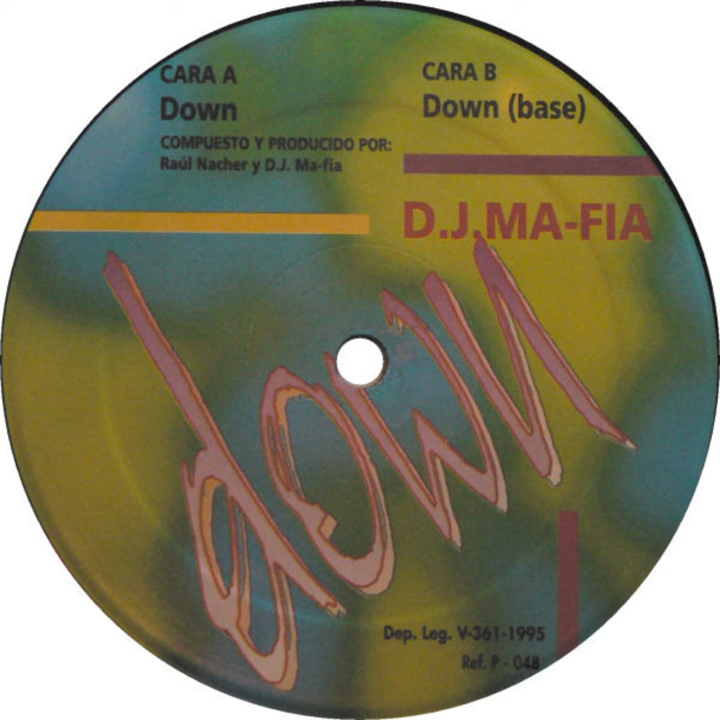 CARA A
Down
COMPUESTO Y PRODUCIDO POR:
Raúl Nacher y D.J. Ma-fia
CARA B
Down (base)
D.J.MA-FIA
down
Dep. Leg. V-361-1995
Ref. P - 048